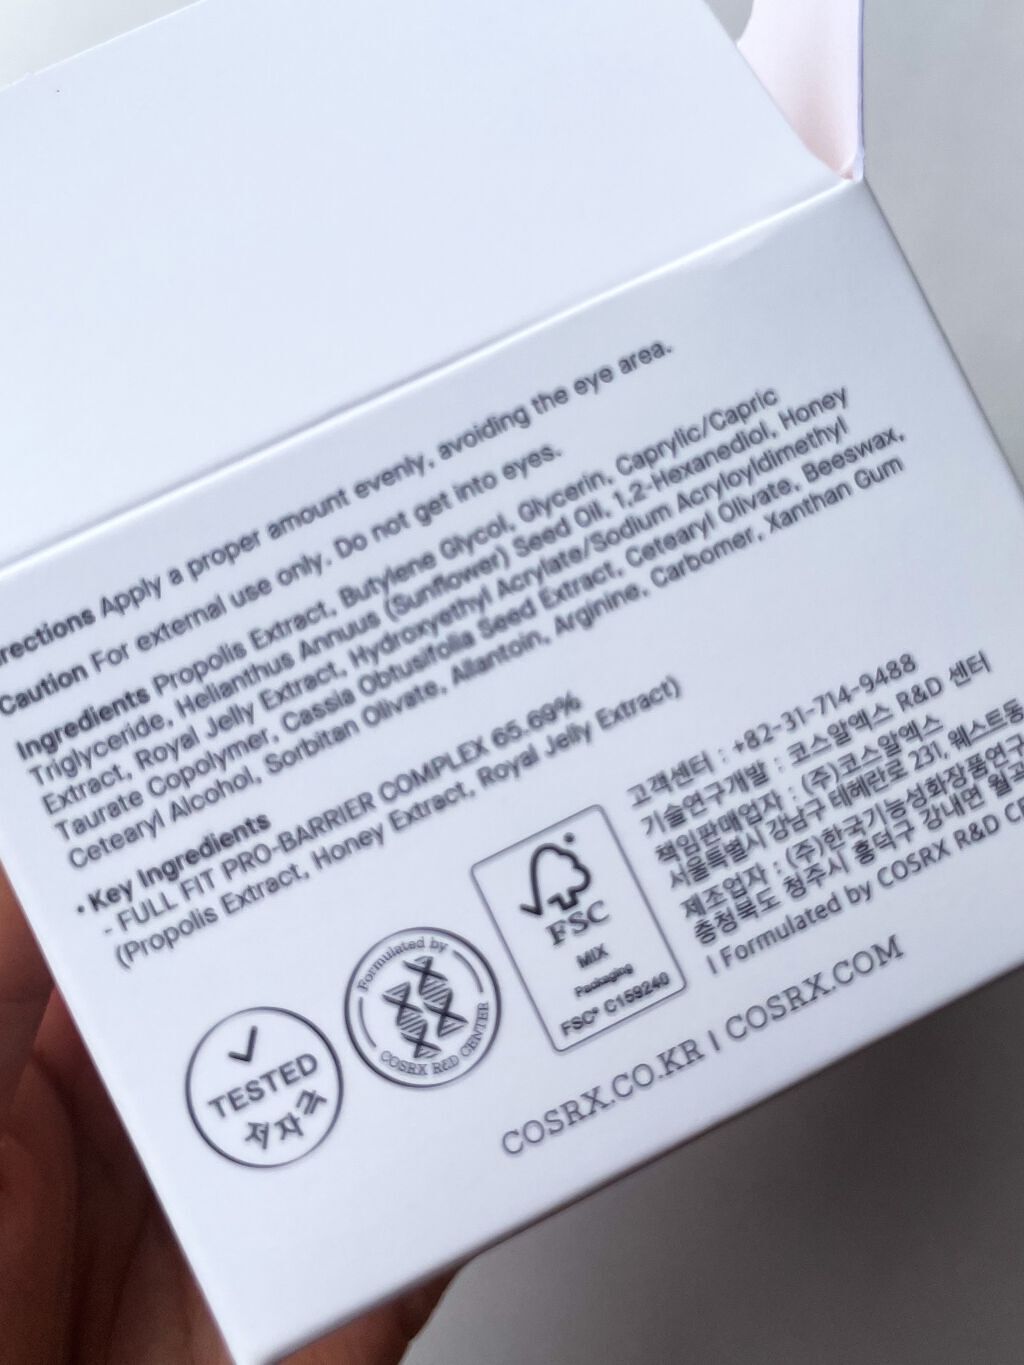 rections Apply a proper amount evenly, avoiding the eye area.
Caution For external use only. Do not get into eyes.
Ingredients Propolis Extract, Butylene Glycol, Glycerin, Caprylic/Capric
Triglyceride, Helianthus Annuus (Sunflower) Seed Oil, 1,2-Hexanediol, Honey
Extract, Royal Jelly Extract, Hydroxyethyl Acrylate/Sodium Acryloyldimethyl
Taurate Copolymer, Cassia Obtusifolia Seed Extract, Cetearyl Olivate, Beeswax,
Cetearyl Alcohol, Sorbitan Olivate, Allantoin, Arginine, Carbomer, Xanthan Gum
• Key Ingredients
- FULL FIT PRO-BARRIER COMPLEX 65.69%
(Propolis Extract, Honey Extract, Royal Jelly Extract)
TESTED
저자극
Formulated by
COSRX R&D CENTER
FSC
MIX
Packaging
FSC® C159240
고객센터 : +82-31-714-9488
기술연구개발 : 코스알엑스 R&D 센터
책임판매업자 : (주)코스알엑스
서울특별시 강남구 테헤란로 231, 웨스트동
제조업자 : (주)한국기능성화장품연구
충청북도 청주시 흥덕구 강내면 월곡
| Formulated by COSRX R&D CE
COSRX.CO.KR | COSRX.COM